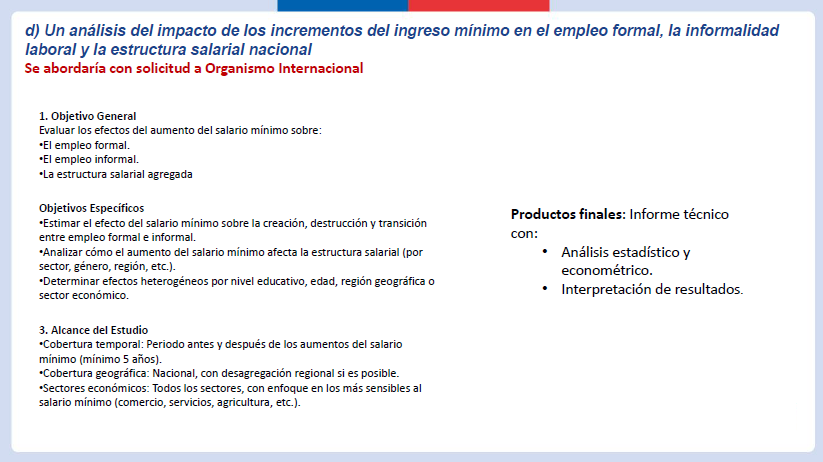 d) Un análisis del impacto de los incrementos del ingreso mínimo en el empleo formal, la informalidad
laboral y la estructura salarial nacional
Se abordaría con solicitud a Organismo Internacional
1. Objetivo General
Evaluar los efectos del aumento del salario mínimo sobre:
•El empleo formal.
•El empleo informal.
•La estructura salarial agregada
Objetivos Específicos
•Estimar el efecto del salario mínimo sobre la creación, destrucción y transición
entre empleo formal e informal.
•Analizar cómo el aumento del salario mínimo afecta la estructura salarial (por
sector, género, región, etc.).
•Determinar efectos heterogéneos por nivel educativo, edad, región geográfica o
sector económico.
3. Alcance del Estudio
•Cobertura temporal: Periodo antes y después de los aumentos del salario
mínimo (mínimo 5 años).
•Cobertura geográfica: Nacional, con desagregación regional si es posible.
•Sectores económicos: Todos los sectores, con enfoque en los más sensibles al
salario mínimo (comercio, servicios, agricultura, etc.).
Productos finales: Informe técnico
con:
• Análisis estadístico y
econométrico.
• Interpretación de resultados.